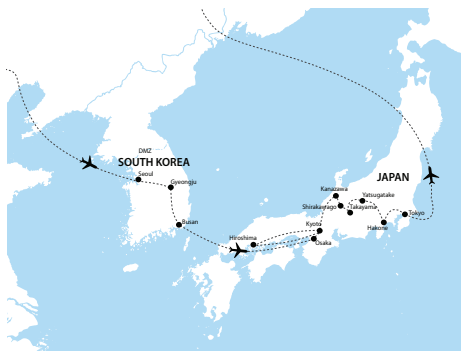 DMZ
SOUTH KOREA
Seoul
Gyeongju
Busan
JAPAN
Kanazawa
Yatsugatake
Shirakawago
Takayama
Tokyo
Kyoto
Hakone
Hiroshima
Osaka